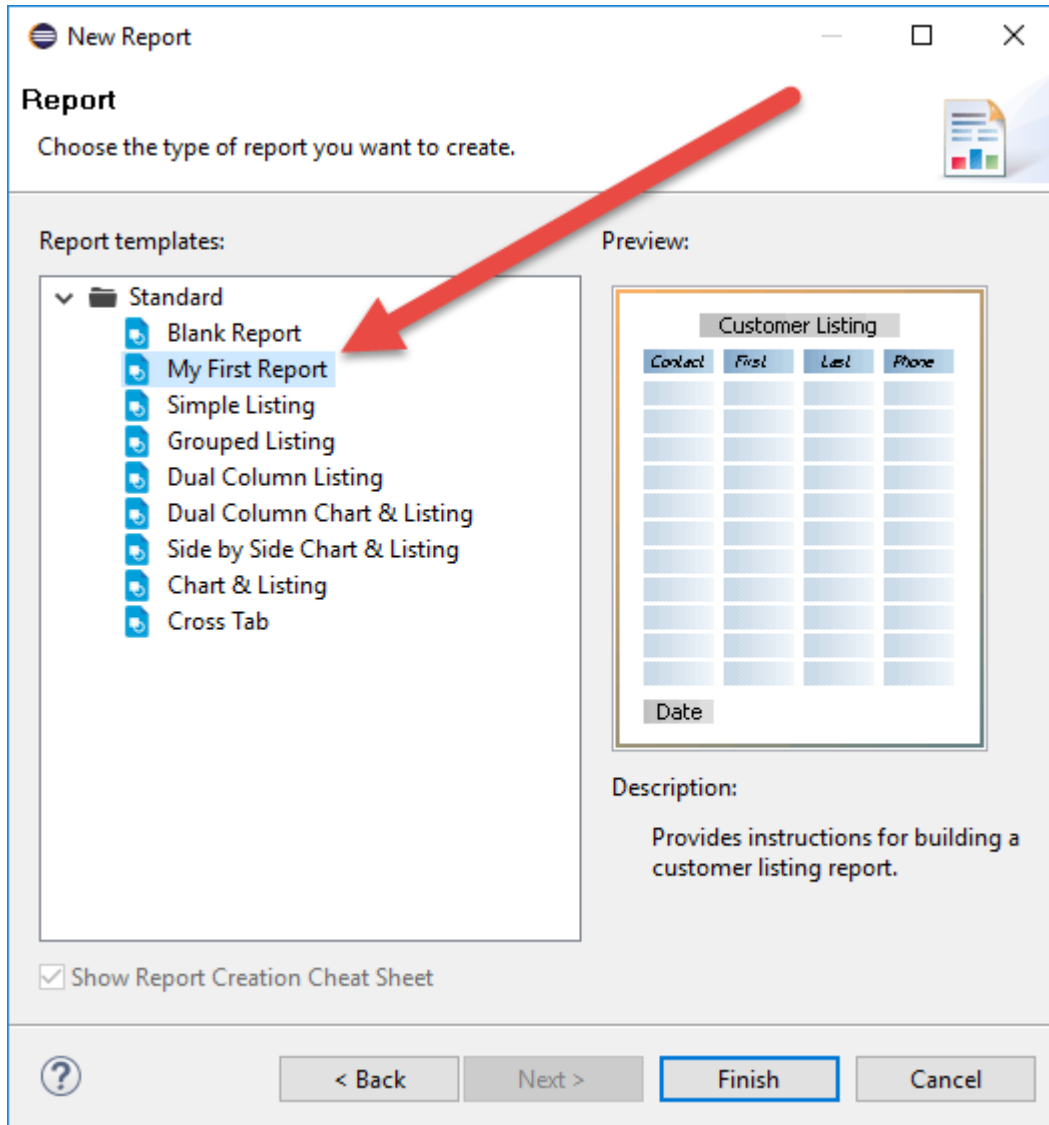 New Report
Report
Choose the type of report you want to create.
Report templates:
Standard
Blank Report
My First Report
Simple Listing
Grouped Listing
Dual Column Listing
Dual Column Chart & Listing
Side by Side Chart & Listing
Chart & Listing
Cross Tab
Preview:
Customer Listing
Contact First Last Phone
Date
Description:
Provides instructions for building a
customer listing report.
Show Report Creation Cheat Sheet
? < Back Next > Finish Cancel